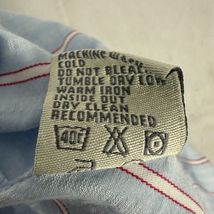 MACHINE WASH
COLD
DO NOT BLEACH
TUMBLE DRY LOW
WARM IRON
INSIDE OUT
DRY CLEAN
RECOMMENDED
40°